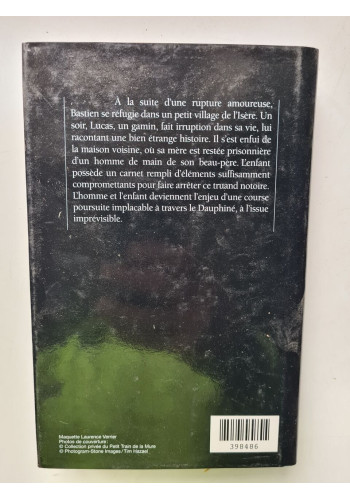 A la suite d'une rupture amoureuse,
Bastien se réfugie dans un petit village de l'Isère. Un
soir, Lucas, un gamin, fait irruption dans sa vie, lui
racontant une bien étrange histoire. Il s'est enfui de
la maison voisine, où sa mère est restée prisonnière
d'un homme de main de son beau-père. L'enfant
possède un carnet rempli d'éléments suffisamment
compromettants pour faire arrêter ce truand notoire.
L'homme et l'enfant deviennent l'enjeu d'une course
poursuite implacable à travers le Dauphiné, à l'issue
imprévisible.
Maquette Laurence Verrier
Photos de couverture :
© Collection privée du Petit Train de la Mure
© Photogram-Stone Images / Tim Hazael
398486